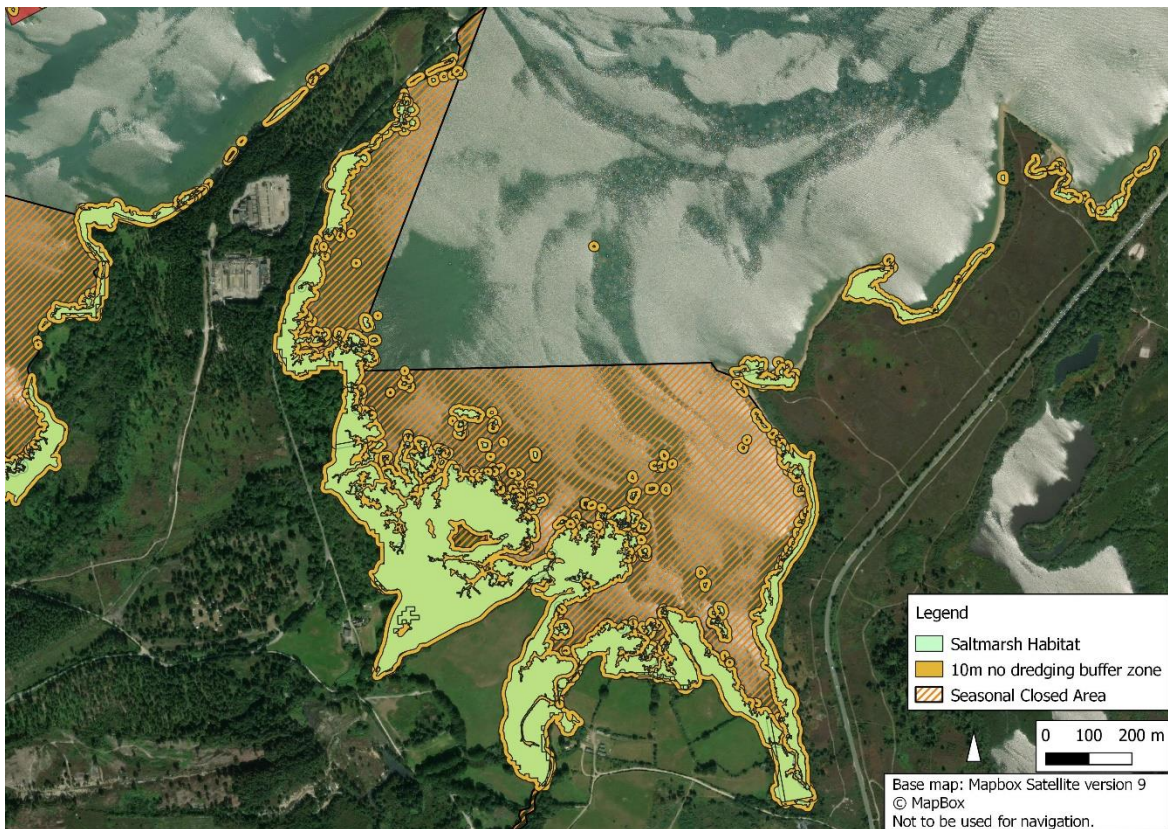 Legend
Saltmarsh Habitat
10m no dredging buffer zone
Seasonal Closed Area
0 100 200 m
Base map: Mapbox Satellite version 9
© MapBox
Not to be used for navigation.